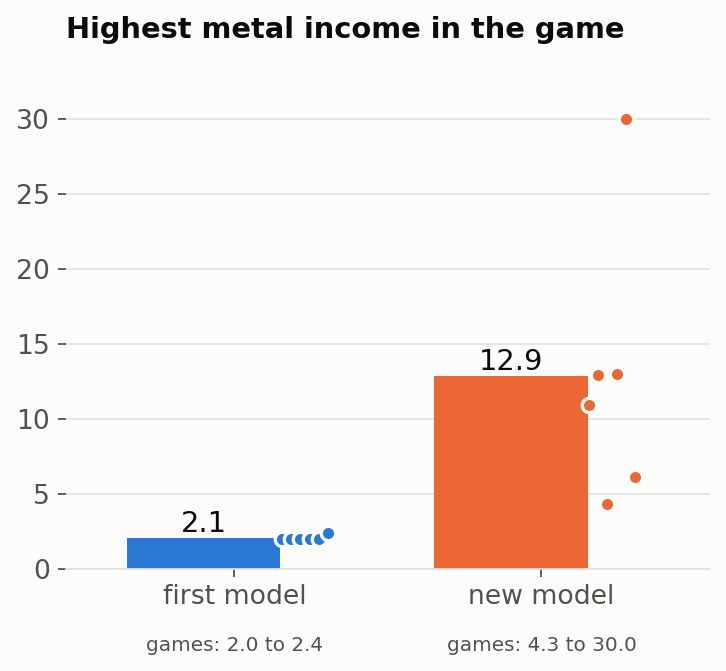 Highest metal income in the game
30
25
20
15
10
5
0
12.9
2.1
first model
new model
games: 2.0 to 2.4
games: 4.3 to 30.0